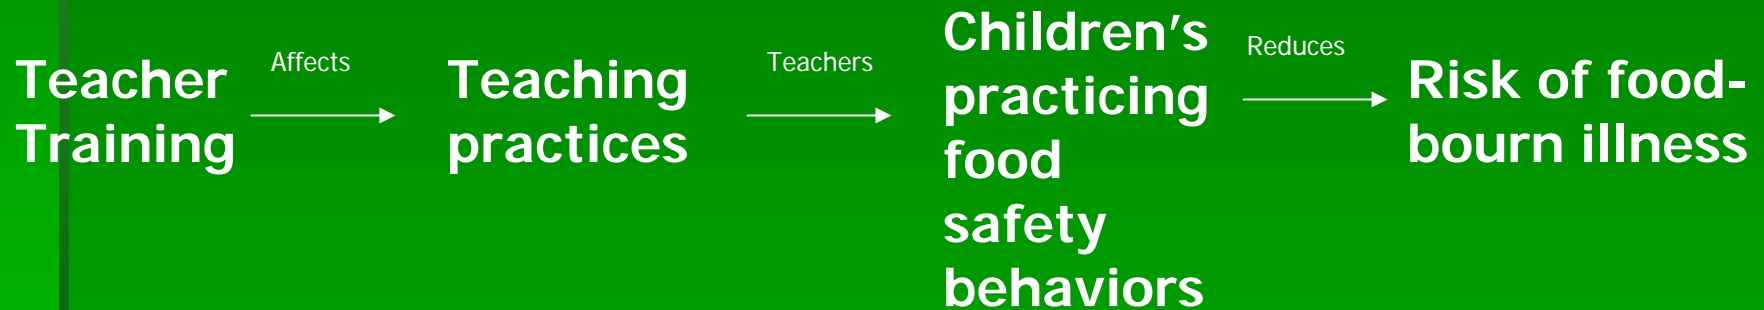 Teacher
Training
Affects
Teaching
practices
Teachers
Children’s
practicing
food
safety
behaviors
Reduces
Risk of food-
bourn illness